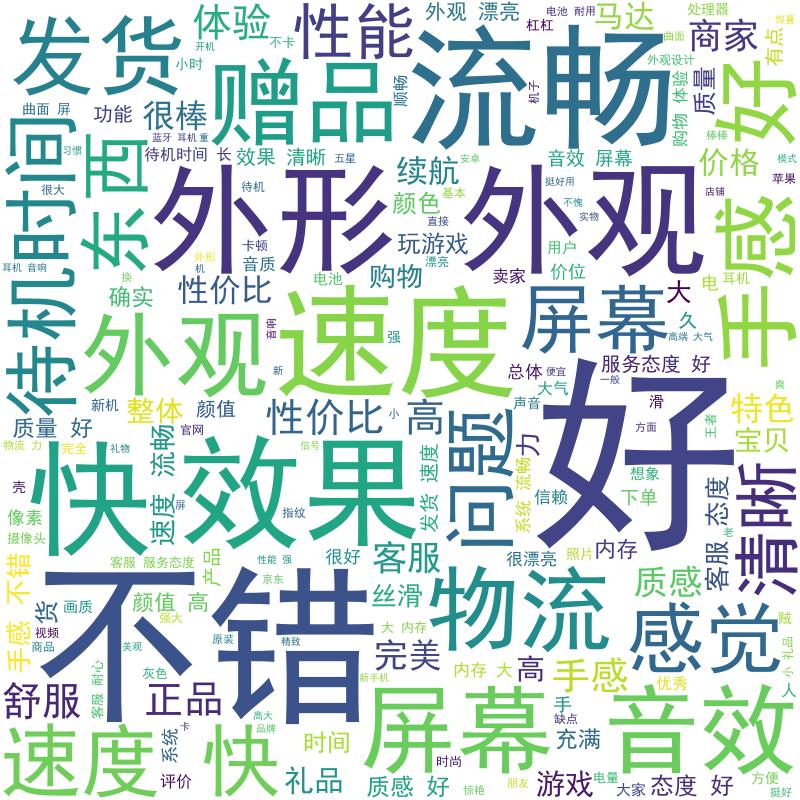 外观 漂亮
电池 耐用
处理器
惊喜
体验
性能
杠杠
马达
商家
有点
开机
不卡
小时
曲面
外观设计
发货
赠品
流畅
好
顺畅
机子
购物 体验
质量
曲面 屏
功能
很棒
蓝牙 耳机
重
棒棒
习惯
待机时间 长
效果 清晰
五星
续航
安卓
音效 屏幕
价格
模式
苹果
待机时间
东西
很大
外形 外观
待机
颜色
基本
挺好用
不愧
实物
店铺
手感
直接
卡顿
玩游戏
用户
外形
漂亮
耳机 音响
机
音质
购物
卖家
价位
换
确实
性价比
电池
屏幕
大
电
耳机
久
外观
速度
音响
强
高端 大气
新
总体
便宜
服务态度 好
大气
一般
爽
新机
整体
颜值
性价比 高
小
声音
好
滑
特色
质量 好
官网
问题
力
方面
王者
宝贝
物流 力
完全
礼物
信号
快
效果
速度 流畅
发货 速度
系统 流畅
想象
信赖
下单
客服 态度
清晰
壳
屏
指纹
像素
摄像头
老
客服 服务态度
性能 强
很好
客服
很漂亮
照片
内存
产品
京东
手感 不错
不错
货
画质
颜值 高
强大
丝滑
物流
质感
感觉
贼
视频
商品
美观
原装
精致
大 内存
完美
小 礼品
客服 耐心
灰色
新手机
内存 大
高
手感
优秀
人
舒服
正品
高大
品牌
屏幕
手
缺点
音效
速度
快
系统
卡
时间
充满
时尚
评价
礼品
质感 好
惊艳
朋友
游戏
电量
大家
态度 好
方便
挺好